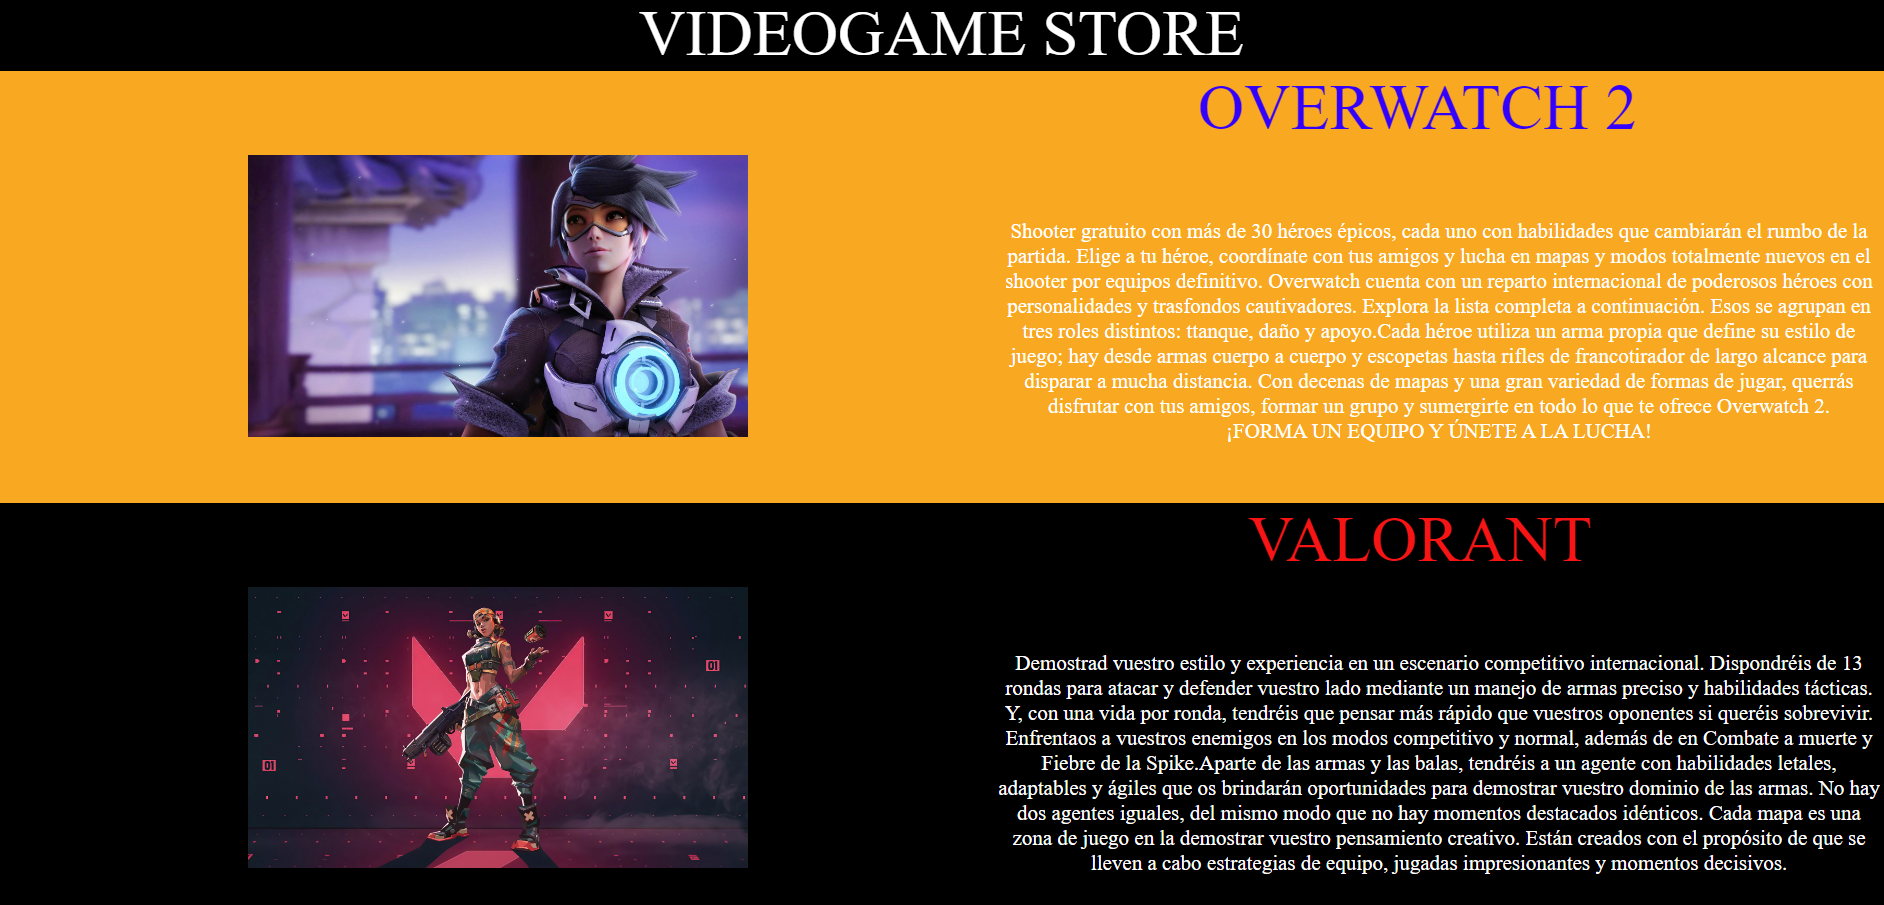 VIDEOGAME STORE
OVERWATCH 2
Shooter gratuito con más de 30 héroes épicos, cada uno con habilidades que cambiarán el rumbo de la
partida. Elige a tu héroe, coordínate con tus amigos y lucha en mapas y modos totalmente nuevos en el
shooter por equipos definitivo. Overwatch cuenta con un reparto internacional de poderosos héroes con
personalidades y trasfondos cautivadores. Explora la lista completa a continuación. Esos se agrupan en
tres roles distintos: ttanque, daño y apoyo.Cada héroe utiliza un arma propia que define su estilo de
juego; hay desde armas cuerpo a cuerpo y escopetas hasta rifles de francotirador de largo alcance para
disparar a mucha distancia. Con decenas de mapas y una gran variedad de formas de jugar, querrás
disfrutar con tus amigos, formar un grupo y sumergirte en todo lo que te ofrece Overwatch 2.
¡FORMA UN EQUIPO Y ÚNETE A LA LUCHA!
VALORANT
01
01
Demostrad vuestro estilo y experiencia en un escenario competitivo internacional. Dispondréis de 13
rondas para atacar y defender vuestro lado mediante un manejo de armas preciso y habilidades tácticas.
Y, con una vida por ronda, tendréis que pensar más rápido que vuestros oponentes si queréis sobrevivir.
Enfrentaos a vuestros enemigos en los modos competitivo y normal, además de en Combate a muerte y
Fiebre de la Spike.Aparte de las armas y las balas, tendréis a un agente con habilidades letales,
adaptables y ágiles que os brindarán oportunidades para demostrar vuestro dominio de las armas. No hay
dos agentes iguales, del mismo modo que no hay momentos destacados idénticos. Cada mapa es una
zona de juego en la demostrar vuestro pensamiento creativo. Están creados con el propósito de que se
lleven a cabo estrategias de equipo, jugadas impresionantes y momentos decisivos.